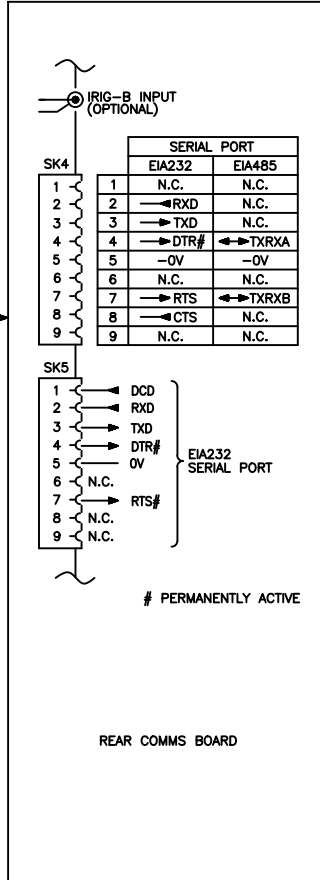 IRIG-B INPUT
(OPTIONAL)
SERIAL PORT
SK4 EIA232 EIA485
1 1 N.C. N.C.
2 2 RXD N.C.
3 3 TXD N.C.
4 4 DTR# TXRXA
5 5 -0V -0V
6 6 N.C. N.C.
7 7 RTS TXRXB
8 8 CTS N.C.
9 9 N.C. N.C.
SK5
1 DCD
2 RXD
3 TXD
4 DTR#
5 0V
6 N.C.
7 RTS#
8 N.C.
9 N.C.
EIA232
SERIAL PORT
# PERMANENTLY ACTIVE
REAR COMMS BOARD